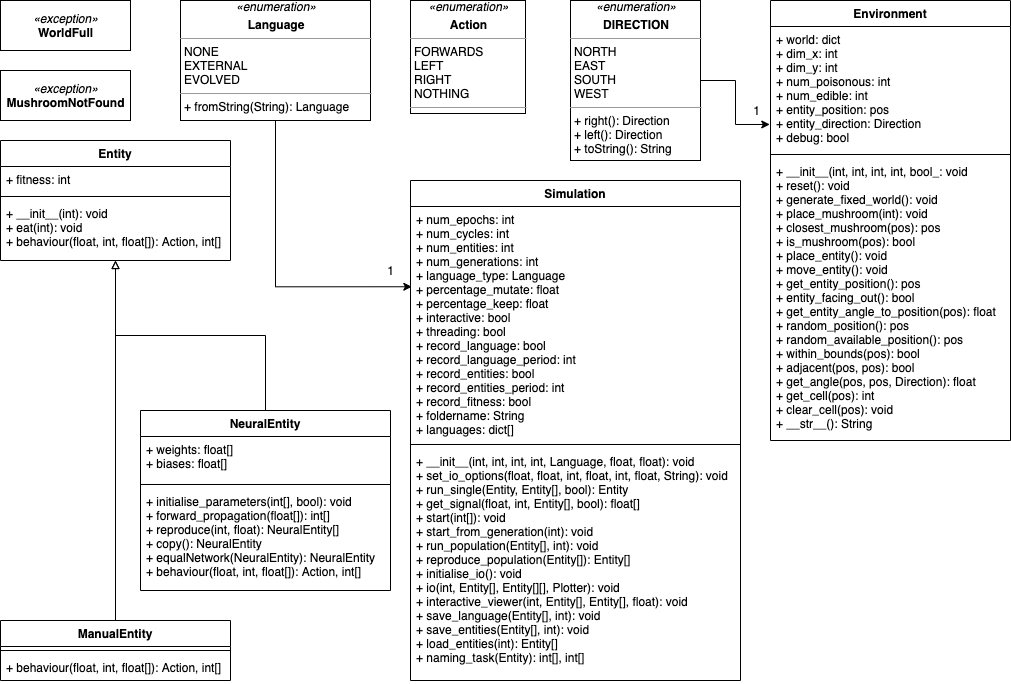 «exception»
WorldFull
«exception»
MushroomNotFound
«enumeration»
Language
NONE
EXTERNAL
EVOLVED
+ fromString(String): Language
«enumeration»
Action
FORWARDS
LEFT
RIGHT
NOTHING
«enumeration»
DIRECTION
NORTH
EAST
SOUTH
WEST
+ right(): Direction
+ left(): Direction
+ toString(): String
1
Environment
+ world: dict
+ dim_x: int
+ dim_y: int
+ num_poisonous: int
+ num_edible: int
+ entity_position: pos
+ entity_direction: Direction
+ debug: bool
+ __init__(int, int, int, int, bool_: void
+ reset(): void
+ generate_fixed_world(): void
+ place_mushroom(int): void
+ closest_mushroom(pos): pos
+ is_mushroom(pos): bool
+ place_entity(): void
+ move_entity(): void
+ get_entity_position(): pos
+ entity_facing_out(): bool
+ get_entity_angle_to_position(pos): float
+ random_position(): pos
+ random_available_position(): pos
+ within_bounds(pos): bool
+ adjacent(pos, pos): bool
+ get_angle(pos, pos, Direction): float
+ get_cell(pos): int
+ clear_cell(pos): void
+ __str__(): String
Entity
+ fitness: int
+ __init__(int): void
+ eat(int): void
+ behaviour(float, int, float[]): Action, int[]
1
Simulation
+ num_epochs: int
+ num_cycles: int
+ num_entities: int
+ num_generations: int
+ language_type: Language
+ percentage_mutate: float
+ percentage_keep: float
+ interactive: bool
+ threading: bool
+ record_language: bool
+ record_language_period: int
+ record_entities: bool
+ record_entities_period: int
+ record_fitness: bool
+ foldername: String
+ languages: dict[]
+ __init__(int, int, int, int, Language, float, float): void
+ set_io_options(float, float, int, float, int, float, String): void
+ run_single(Entity, Entity[], bool): Entity
+ get_signal(float, int, Entity[], bool): float[]
+ start(int[]): void
+ start_from_generation(int): void
+ run_population(Entity[], int): void
+ reproduce_population(Entity[]): Entity[]
+ initialise_io(): void
+ io(int, Entity[], Entity[][], Plotter): void
+ interactive_viewer(int, Entity[], Entity[], float): void
+ save_language(Entity[], int): void
+ save_entities(Entity[], int): void
+ load_entities(int): Entity[]
+ naming_task(Entity): int[], int[]
NeuralEntity
+ weights: float[]
+ biases: float[]
+ initialise_parameters(int[], bool): void
+ forward_propagation(float[]): int[]
+ reproduce(int, float): NeuralEntity[]
+ copy(): NeuralEntity
+ equalNetwork(NeuralEntity): NeuralEntity
+ behaviour(float, int, float[]): Action, int[]
ManualEntity
+ behaviour(float, int, float[]): Action, int[]